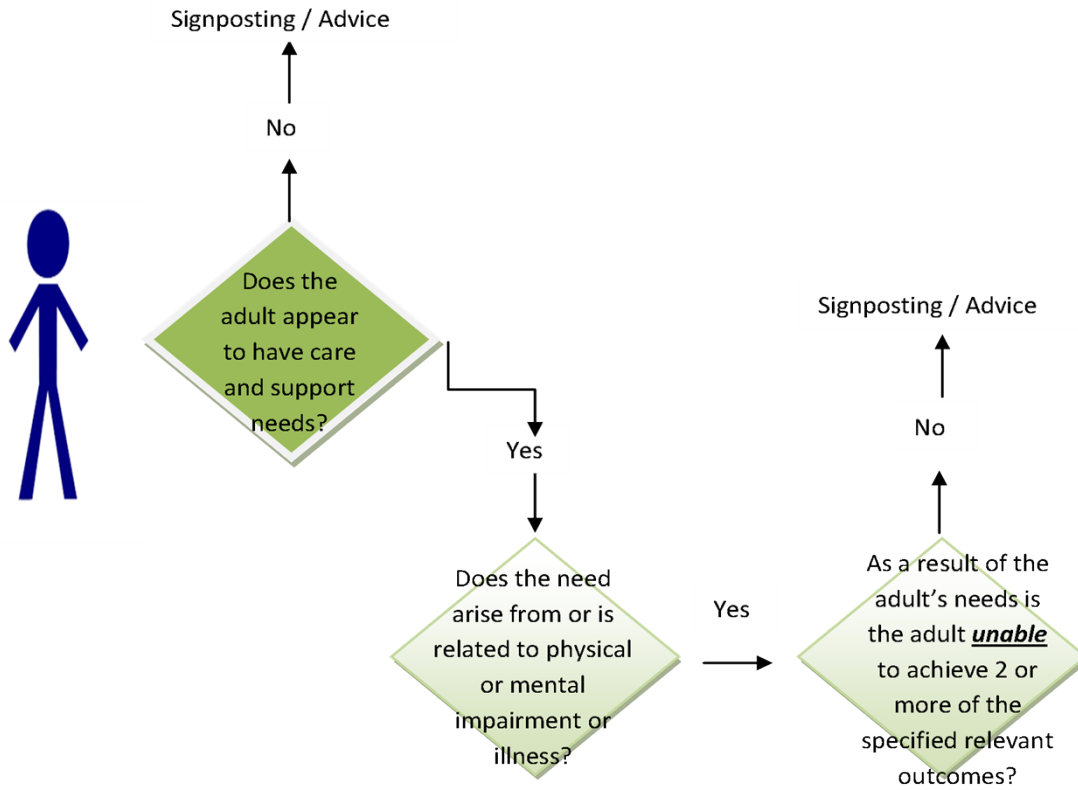 Signposting / Advice
No
Does the
adult appear
to have care
and support
needs?
Yes
Does the need
arise from or is
related to physical
or mental
impairment or
illness?
Yes
Signposting / Advice
No
As a result of the
adult’s needs is
the adult unable
to achieve 2 or
more of the
specified relevant
outcomes?